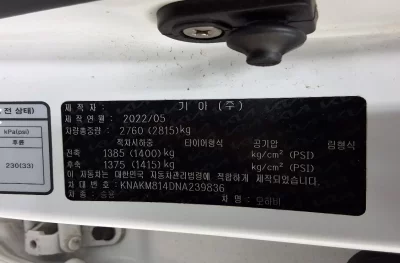 전 상태)
kPa(psi)
후륜
230(33)
제 작 자 : 기 아 (주)
제 작 연 월 : 2022/05
차량총중량 : 2760 (2815)kg
적차시하중 타이어형식 공기압 림형식
전축 1385 (1400)kg kg/cm² (PSI)
후축 1375 (1415)kg kg/cm² (PSI)
이 자동차는 대한민국 자동차관리법령에 적합하게 제작되었습니다.
차 대 번 호 : KNAKM814DNA239836
차 종 : 승용 차 명 : 모하비